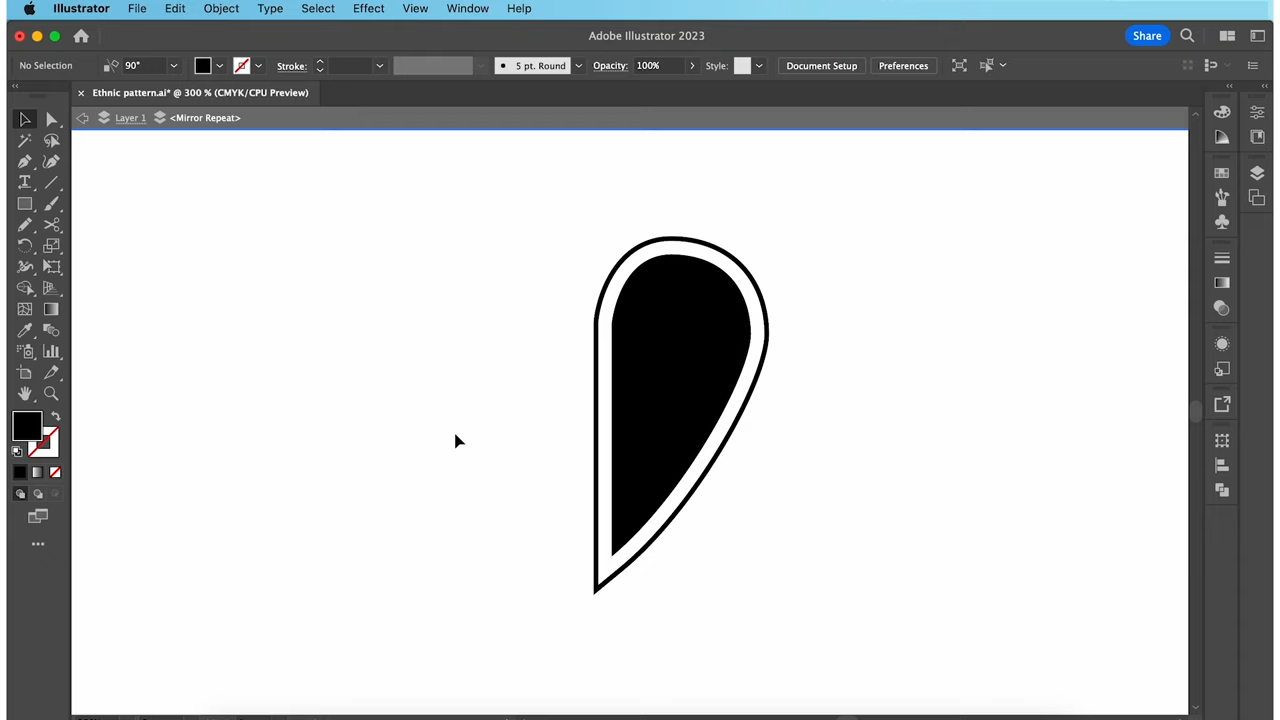 Illustrator File Edit Object Type Select Effect View Window Help
Adobe Illustrator 2023
Share
No Selection 90° Stroke: 5 pt. Round Opacity: 100% Style: Document Setup Preferences
Ethnic pattern.ai* @ 300 % (CMYK/CPU Preview)
Layer 1 <Mirror Repeat>